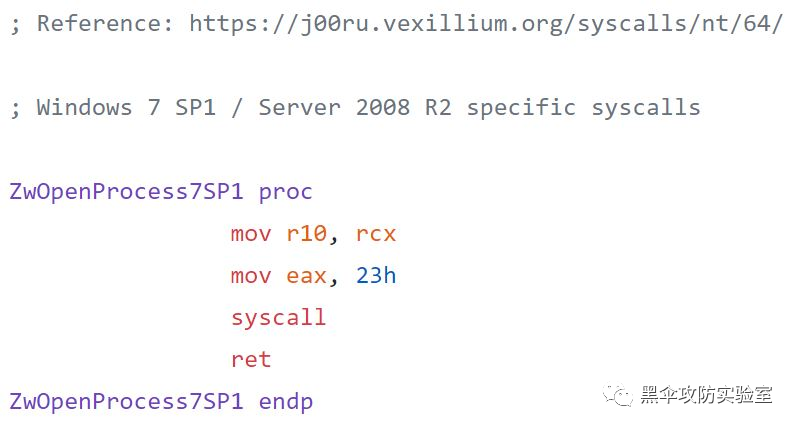 ; Reference: https://j00ru.vexillium.org/syscalls/nt/64/
; Windows 7 SP1 / Server 2008 R2 specific syscalls
ZwOpenProcess7SP1 proc
mov r10, rcx
mov eax, 23h
syscall
ret
ZwOpenProcess7SP1 endp
黑伞攻防实验室